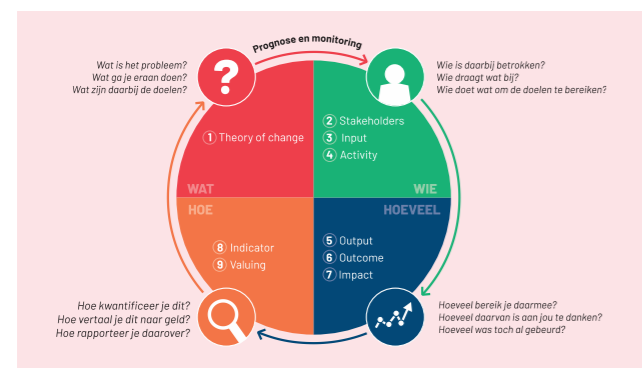 Prognose en monitoring
Wat is het probleem?
Wat ga je eraan doen?
Wat zijn daarbij de doelen?
?
Wie is daarbij betrokken?
Wie draagt wat bij?
Wie doet wat om de doelen te bereiken?
1 Theory of change
WAT
2 Stakeholders
3 Input
4 Activity
WIE
HOE
8 Indicator
9 Valuing
HOEVEEL
5 Output
6 Outcome
7 Impact
Hoe kwantificeer je dit?
Hoe vertaal je dit naar geld?
Hoe rapporteer je daarover?
Hoeveel bereik je daarmee?
Hoeveel daarvan is aan jou te danken?
Hoeveel was toch al gebeurd?